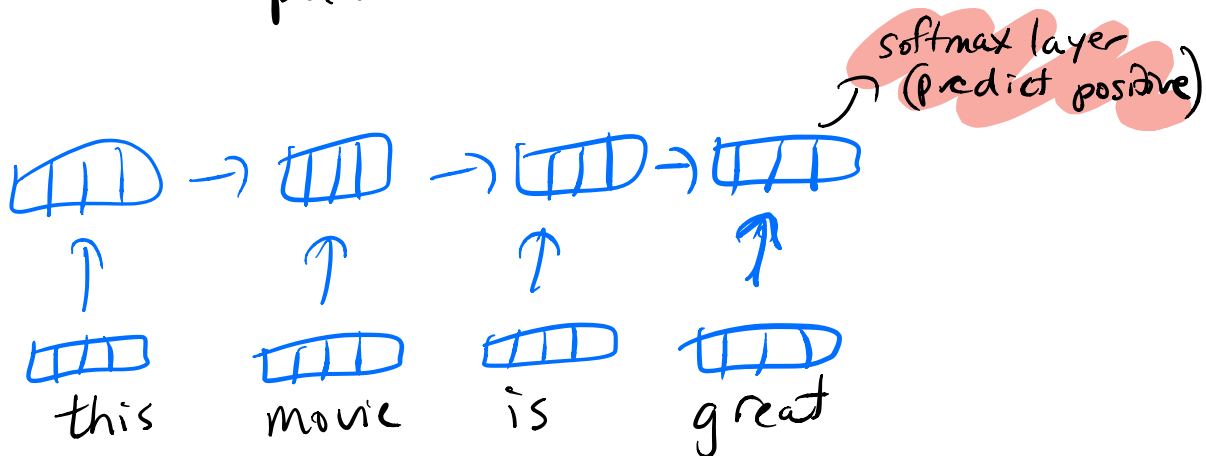 softmax layer
(predict positive)
this movie is great